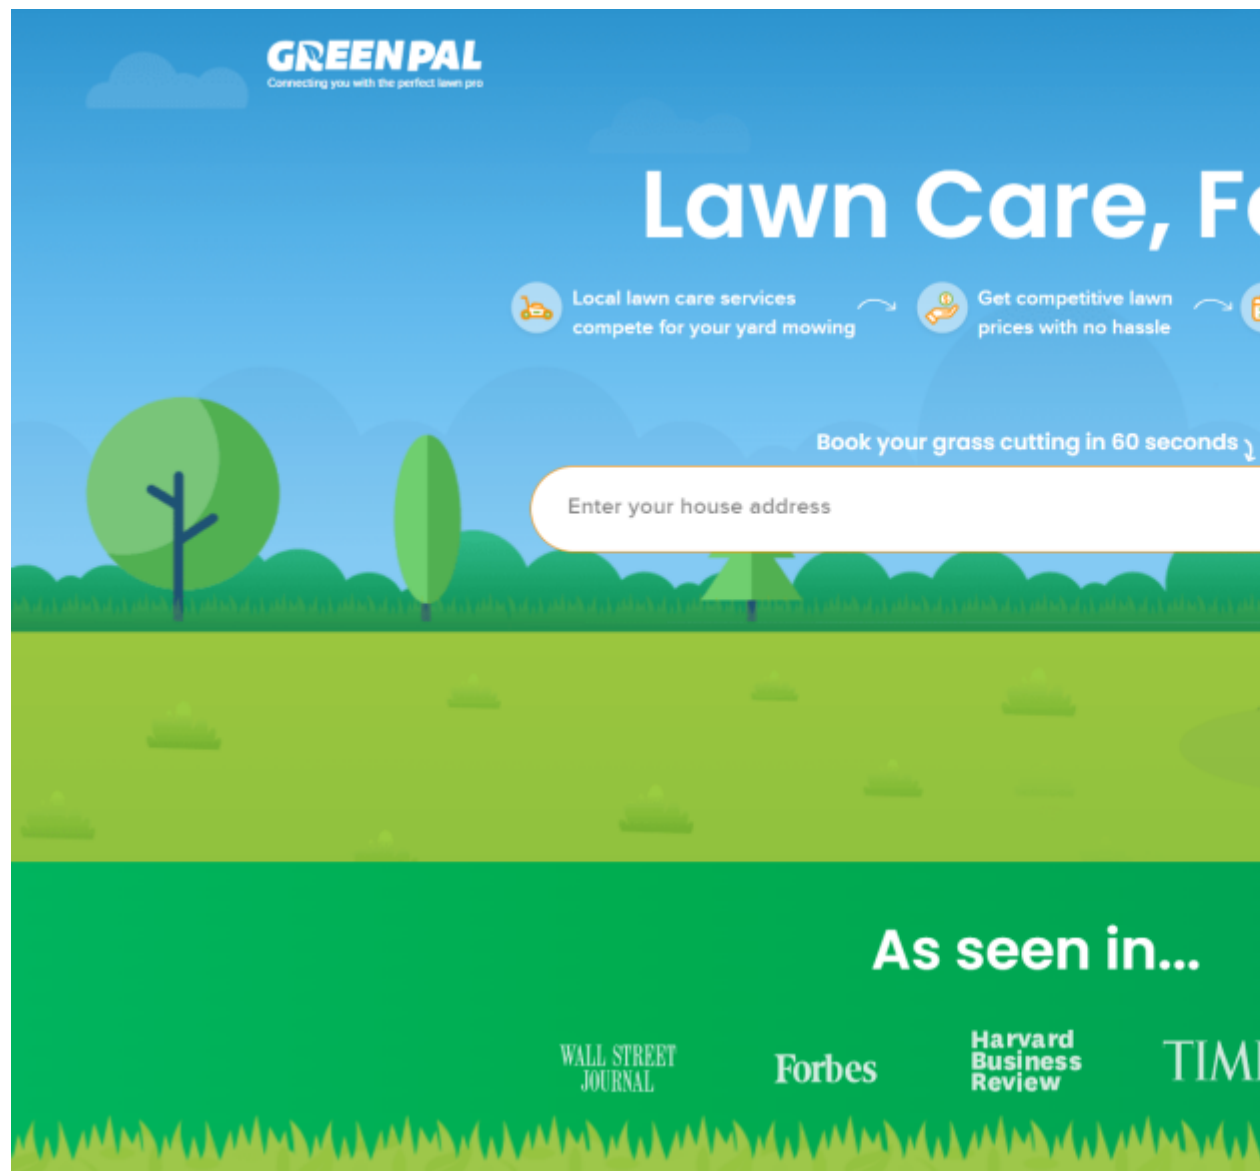 GREENPAL
Connecting you with the perfect lawn pro
Lawn Care,
Local lawn care services
compete for your yard mowing
Get competitive lawn
prices with no hassle
Book your grass cutting in 60 seconds
Enter your house address
As seen in...
WALL STREET
JOURNAL
Forbes
Harvard
Business
Review